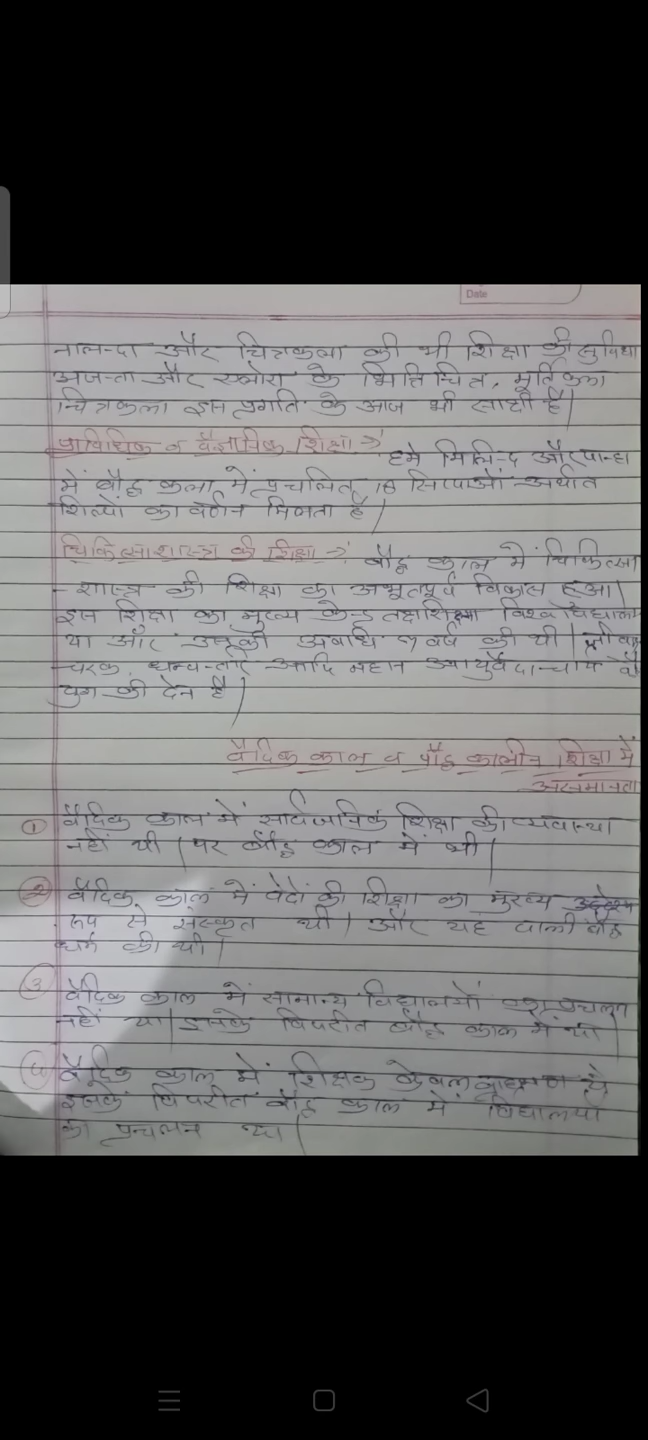 Date
नालन्दा और चित्रकला की भी शिक्षा की सुविधा
अजन्ता और एलोरा के भित्ति चित्र, मूर्तिकला
चित्रकला इस प्रगति के आज भी साक्षी है।
प्राविधिक व वैज्ञानिक शिक्षा →
हमे मिलिन्द और पान्हा
में बौद्ध कला में प्रचलित 18 सिप्पाओं अर्थात
शिल्पों का वर्णन मिलता है।
चिकित्साशास्त्र की शिक्षा →
बौद्ध काल में चिकित्सा
- शास्त्र की शिक्षा का अभूतपूर्व विकास हुआ।
इस शिक्षा का मुख्य केन्द्र तक्षशिला विश्वविद्यालय
था और उसकी अवधि 7 वर्ष की थी।
चरक, धन्वन्तरि आदि महान आयुर्वेदाचार्य
युग की देन है।
वैदिक काल व बौद्ध कालीन शिक्षा में
असमानता
① वैदिक काल में सार्वजनिक शिक्षा की व्यवस्था
नहीं थी। पर बौद्ध काल में थी।
② वैदिक काल में वेदों की शिक्षा का मुख्य उद्देश्य
रूप से संस्कृत थी। और यह पाली बौद्ध
धर्म की थी।
③ वैदिक काल में सामान्य विद्यालयों का प्रचलन
नहीं था। इसके विपरीत बौद्ध काल में था।
④ वैदिक काल में शिक्षक केवल ब्राह्मण थे
इसके विपरीत बौद्ध काल में विद्यालयों
का प्रचलन था।